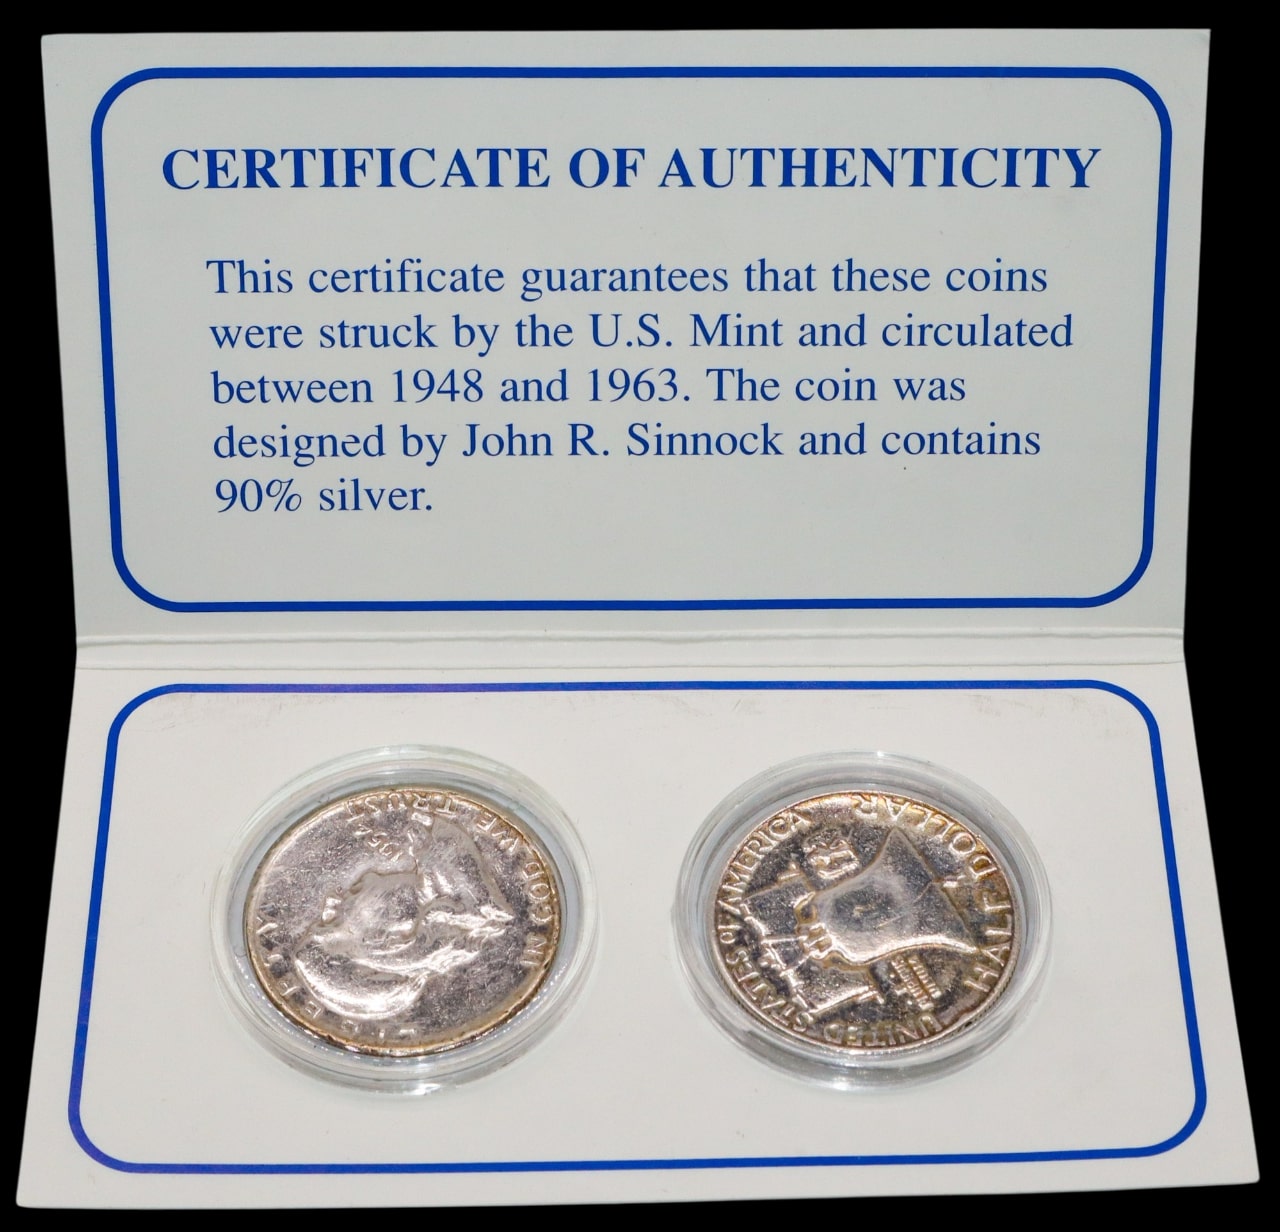 CERTIFICATE OF AUTHENTICITY
This certificate guarantees that these coins
were struck by the U.S. Mint and circulated
between 1948 and 1963. The coin was
designed by John R. Sinnock and contains
90% silver.
LIBERTY
IN GOD WE TRUST
1952
UNITED STATES OF AMERICA
HALF DOLLAR